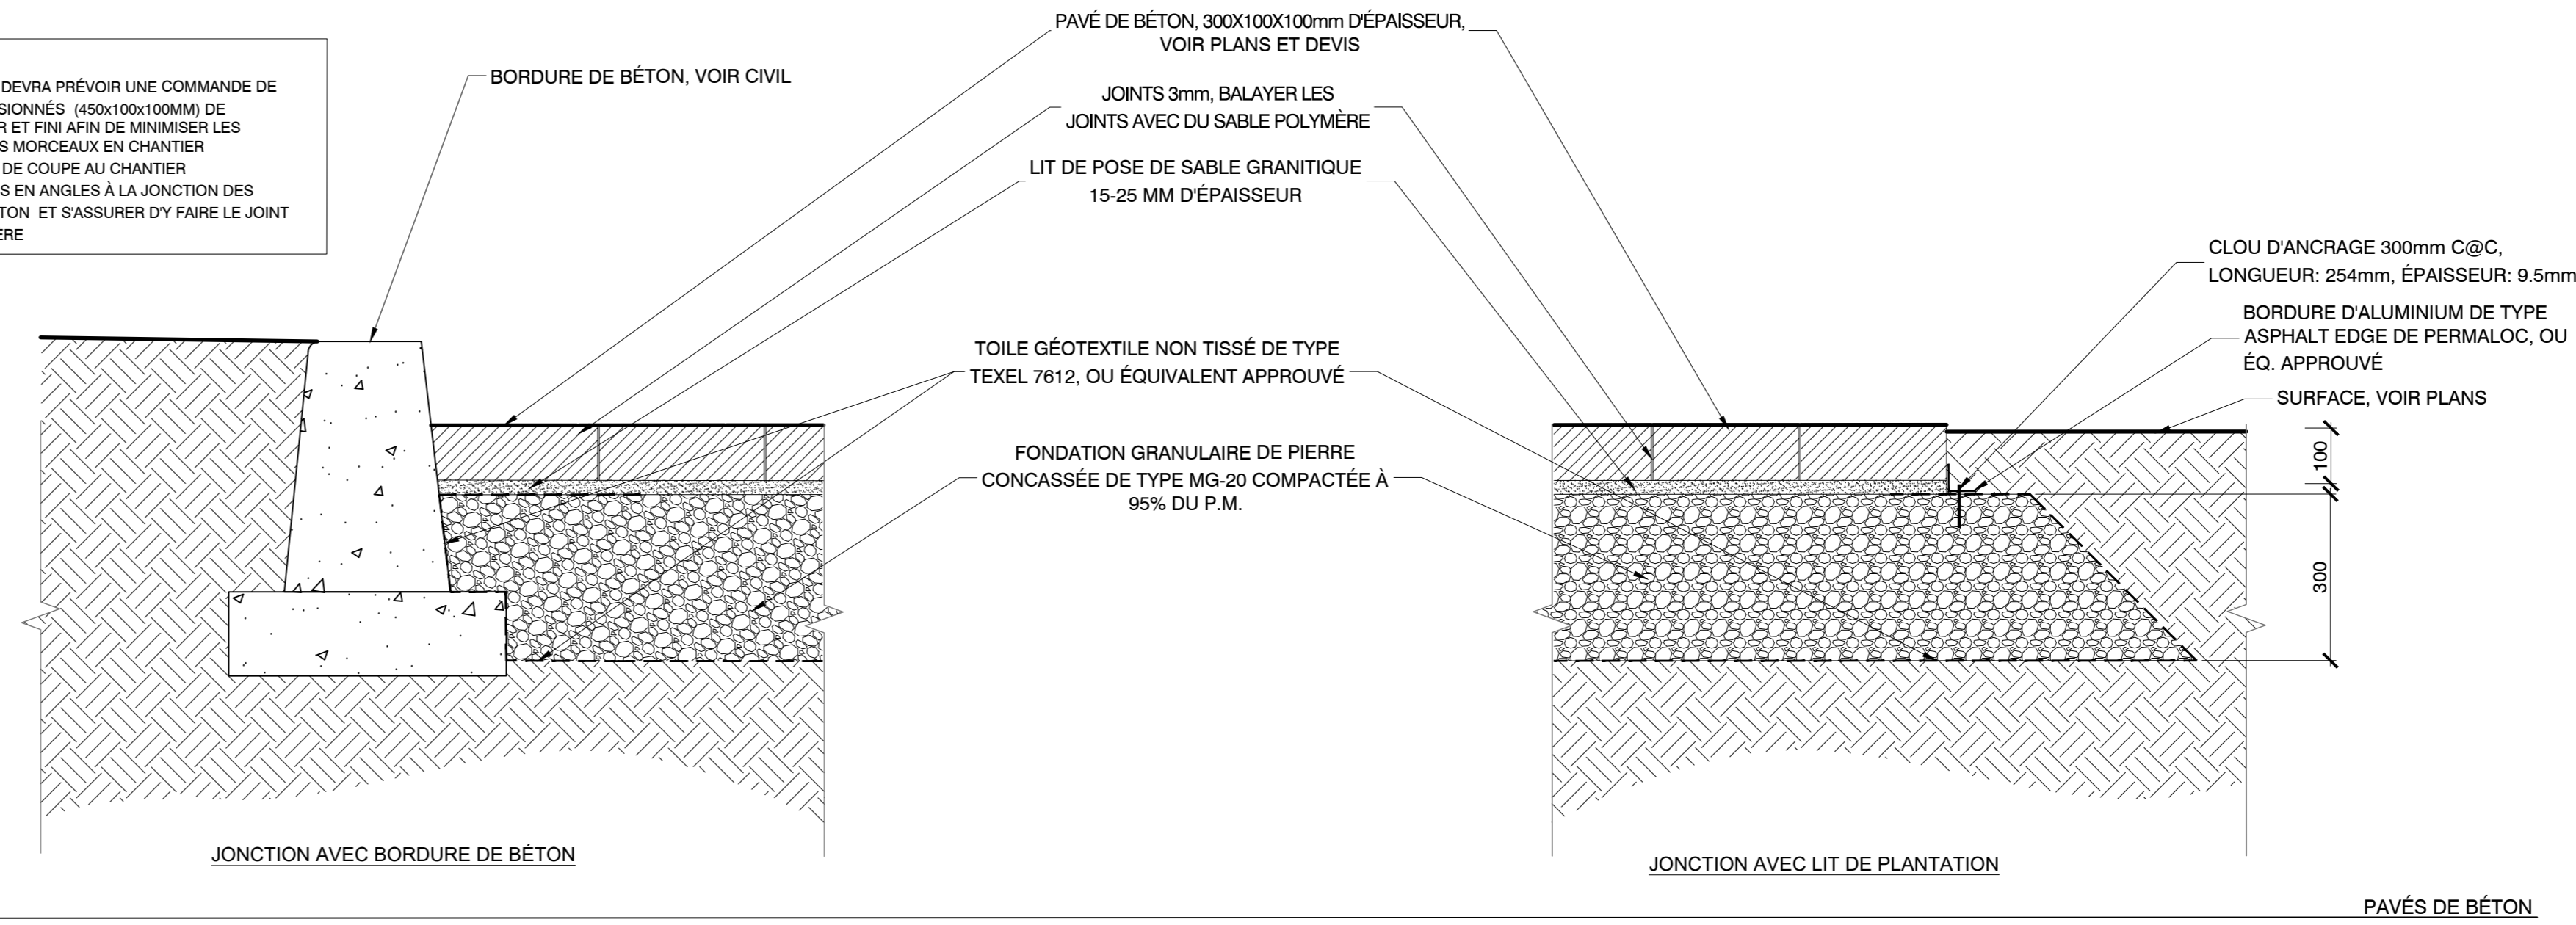 DEVRA PRÉVOIR UNE COMMANDE DE
(450x100x100MM) DE
ET FINI AFIN DE MINIMISER LES
MORCEAUX EN CHANTIER
DE COUPE AU CHANTIER
EN ANGLES À LA JONCTION DES
ET S'ASSURER D'Y FAIRE LE JOINT
BORDURE DE BÉTON, VOIR CIVIL
PAVÉ DE BÉTON, 300X100X100mm D'ÉPAISSEUR,
VOIR PLANS ET DEVIS
JOINTS 3mm, BALAYER LES
JOINTS AVEC DU SABLE POLYMÈRE
LIT DE POSE DE SABLE GRANITIQUE
15-25 MM D'ÉPAISSEUR
TOILE GÉOTEXTILE NON TISSÉ DE TYPE
TEXEL 7612, OU ÉQUIVALENT APPROUVÉ
FONDATION GRANULAIRE DE PIERRE
CONCASSÉE DE TYPE MG-20 COMPACTÉE À
95% DU P.M.
CLOU D'ANCRAGE 300mm C@C,
LONGUEUR: 254mm, ÉPAISSEUR: 9.5mm
BORDURE D'ALUMINIUM DE TYPE
ASPHALT EDGE DE PERMALOC, OU
ÉQ. APPROUVÉ
SURFACE, VOIR PLANS
100
300
JONCTION AVEC BORDURE DE BÉTON
JONCTION AVEC LIT DE PLANTATION
PAVÉS DE BÉTON